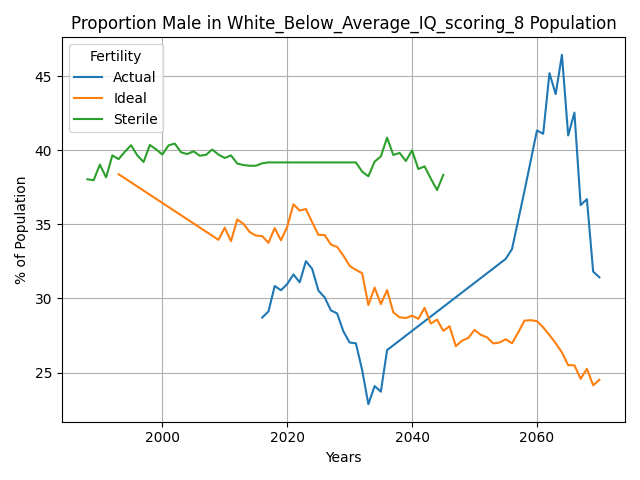 Proportion Male in White_Below_Average_IQ_scoring_8 Population
Fertility
Actual
Ideal
Sterile
% of Population
45
40
35
30
25
2000
2020
2040
2060
Years